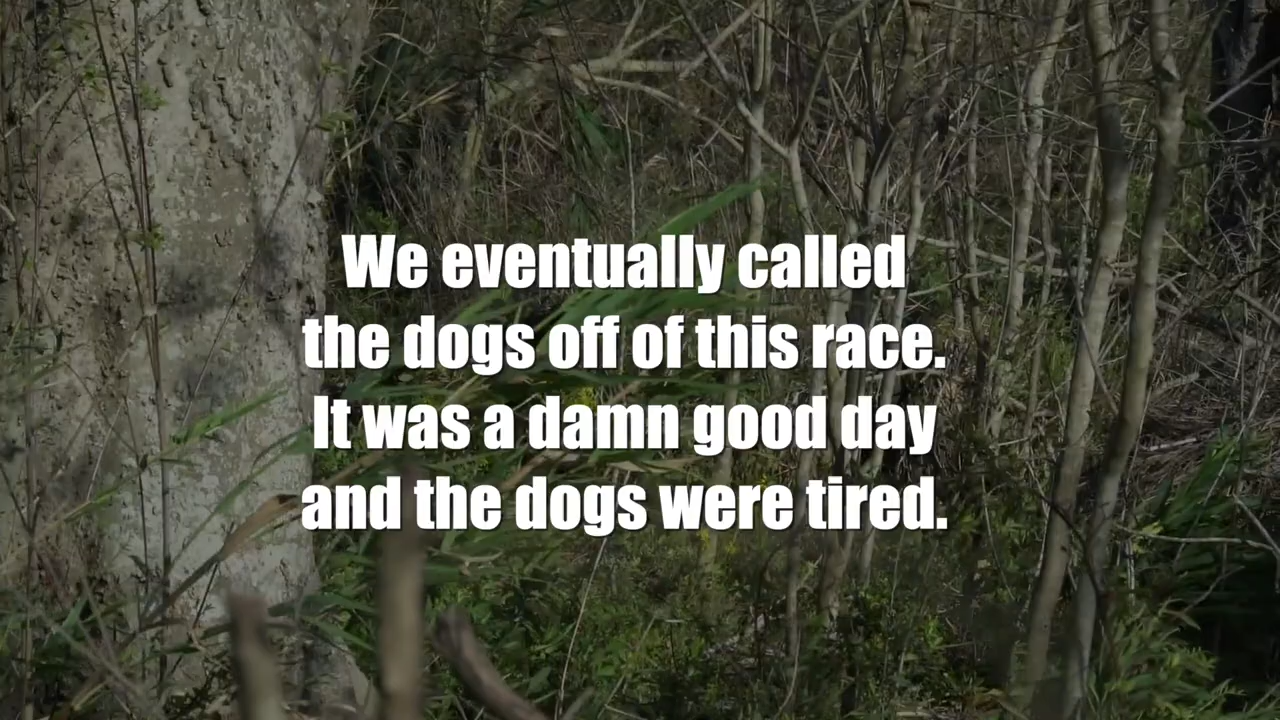 We eventually called
the dogs off of this race.
It was a damn good day
and the dogs were tired.